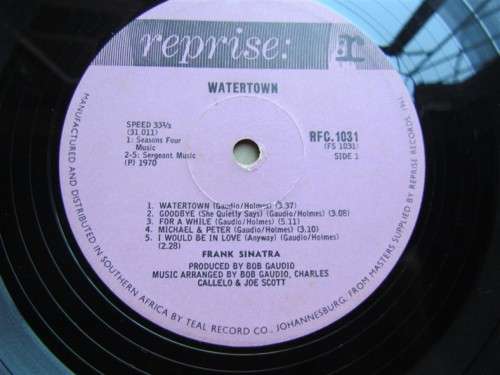 reprise: r
WATERTOWN
SPEED 33⅓
(31.011)
1: Seasons Four
Music
2-5: Sergeant Music
(P) 1970
RFC.1031
(FS 1031)
SIDE 1
1. WATERTOWN (Gaudio/Holmes) (3.37)
2. GOODBYE (She Quietly Says) (Gaudio/Holmes) (3.08)
3. FOR A WHILE (Gaudio/Holmes) (5.11)
4. MICHAEL & PETER (Gaudio/Holmes) (3.10)
5. I WOULD BE IN LOVE (Anyway) (Gaudio/Holmes)
(2.28)
FRANK SINATRA
PRODUCED BY BOB GAUDIO
MUSIC ARRANGED BY BOB GAUDIO, CHARLES
CALLELO & JOE SCOTT
MANUFACTURED AND DISTRIBUTED IN SOUTHERN AFRICA BY TEAL RECORD CO., JOHANNESBURG, FROM MASTERS SUPPLIED BY REPRISE RECORDS INC.